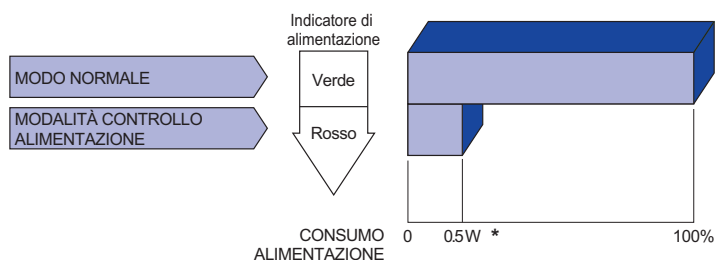 Indicatore di
alimentazione
MODO NORMALE
Verde
MODALITÀ CONTROLLO
ALIMENTAZIONE
Rosso
CONSUMO
ALIMENTAZIONE
0 0.5W * 100%